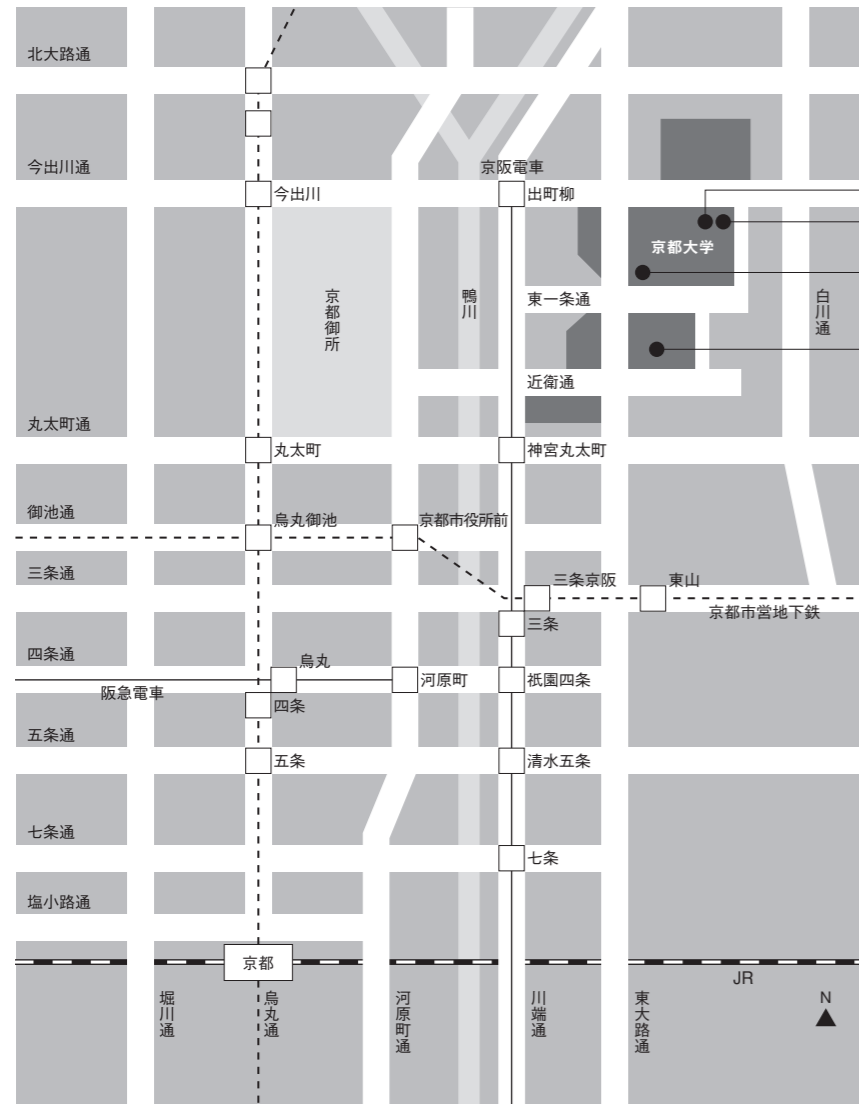 北大路通
今出川通
京阪電車
今出川
出町柳
京都大学
京都御所
鴨川
東一条通
白川通
近衛通
丸太町通
丸太町
神宮丸太町
御池通
烏丸御池
京都市役所前
三条通
三条京阪
東山
京都市営地下鉄
三条
四条通
烏丸
阪急電車
河原町
祇園四条
四条
五条通
五条
清水五条
七条通
七条
塩小路通
京都
JR
堀川通
烏丸通
河原町通
川端通
東大路通
N